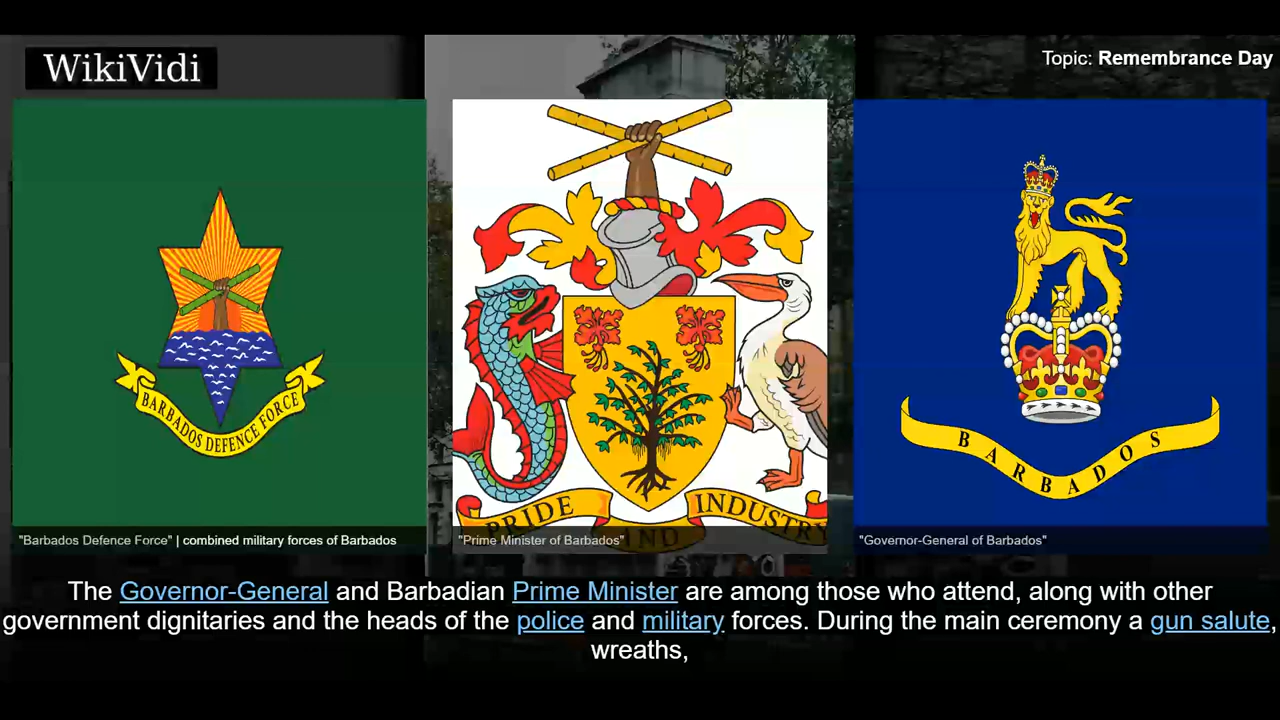 WikiVidi
Topic: Remembrance Day
BARBADOS DEFENCE FORCE
PRIDE AND INDUSTRY
BARBADOS
"Barbados Defence Force" | combined military forces of Barbados
"Prime Minister of Barbados"
"Governor-General of Barbados"
The Governor-General and Barbadian Prime Minister are among those who attend, along with other
government dignitaries and the heads of the police and military forces. During the main ceremony a gun salute,
wreaths,